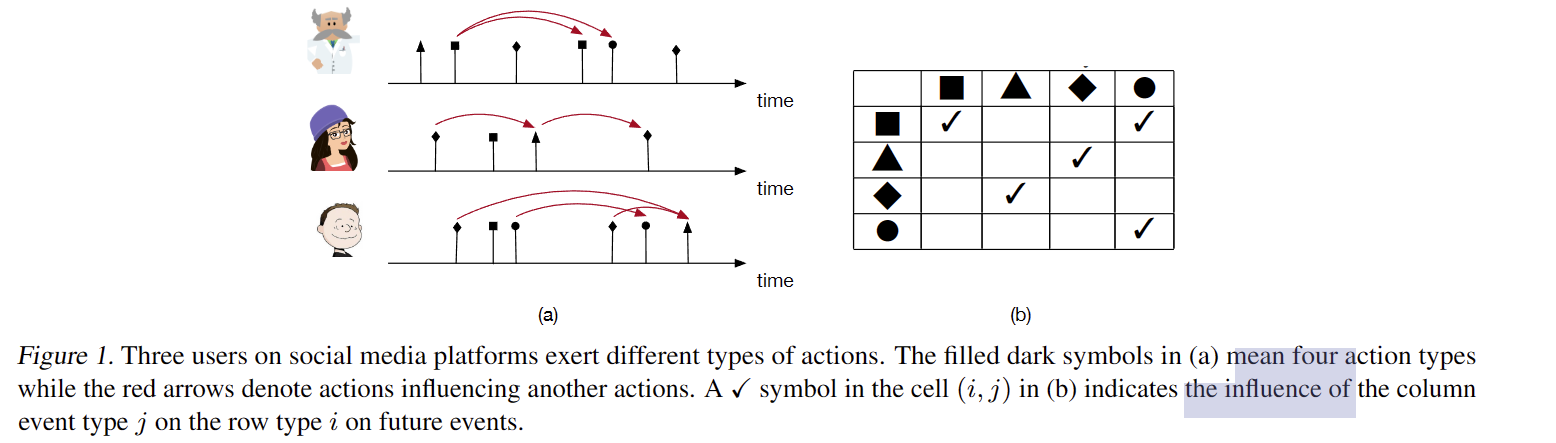 time
time
time
(a)
(b)
Figure 1. Three users on social media platforms exert different types of actions. The filled dark symbols in (a) mean four action types
while the red arrows denote actions influencing another actions. A ✓ symbol in the cell (i, j) in (b) indicates the influence of the column
event type j on the row type i on future events.